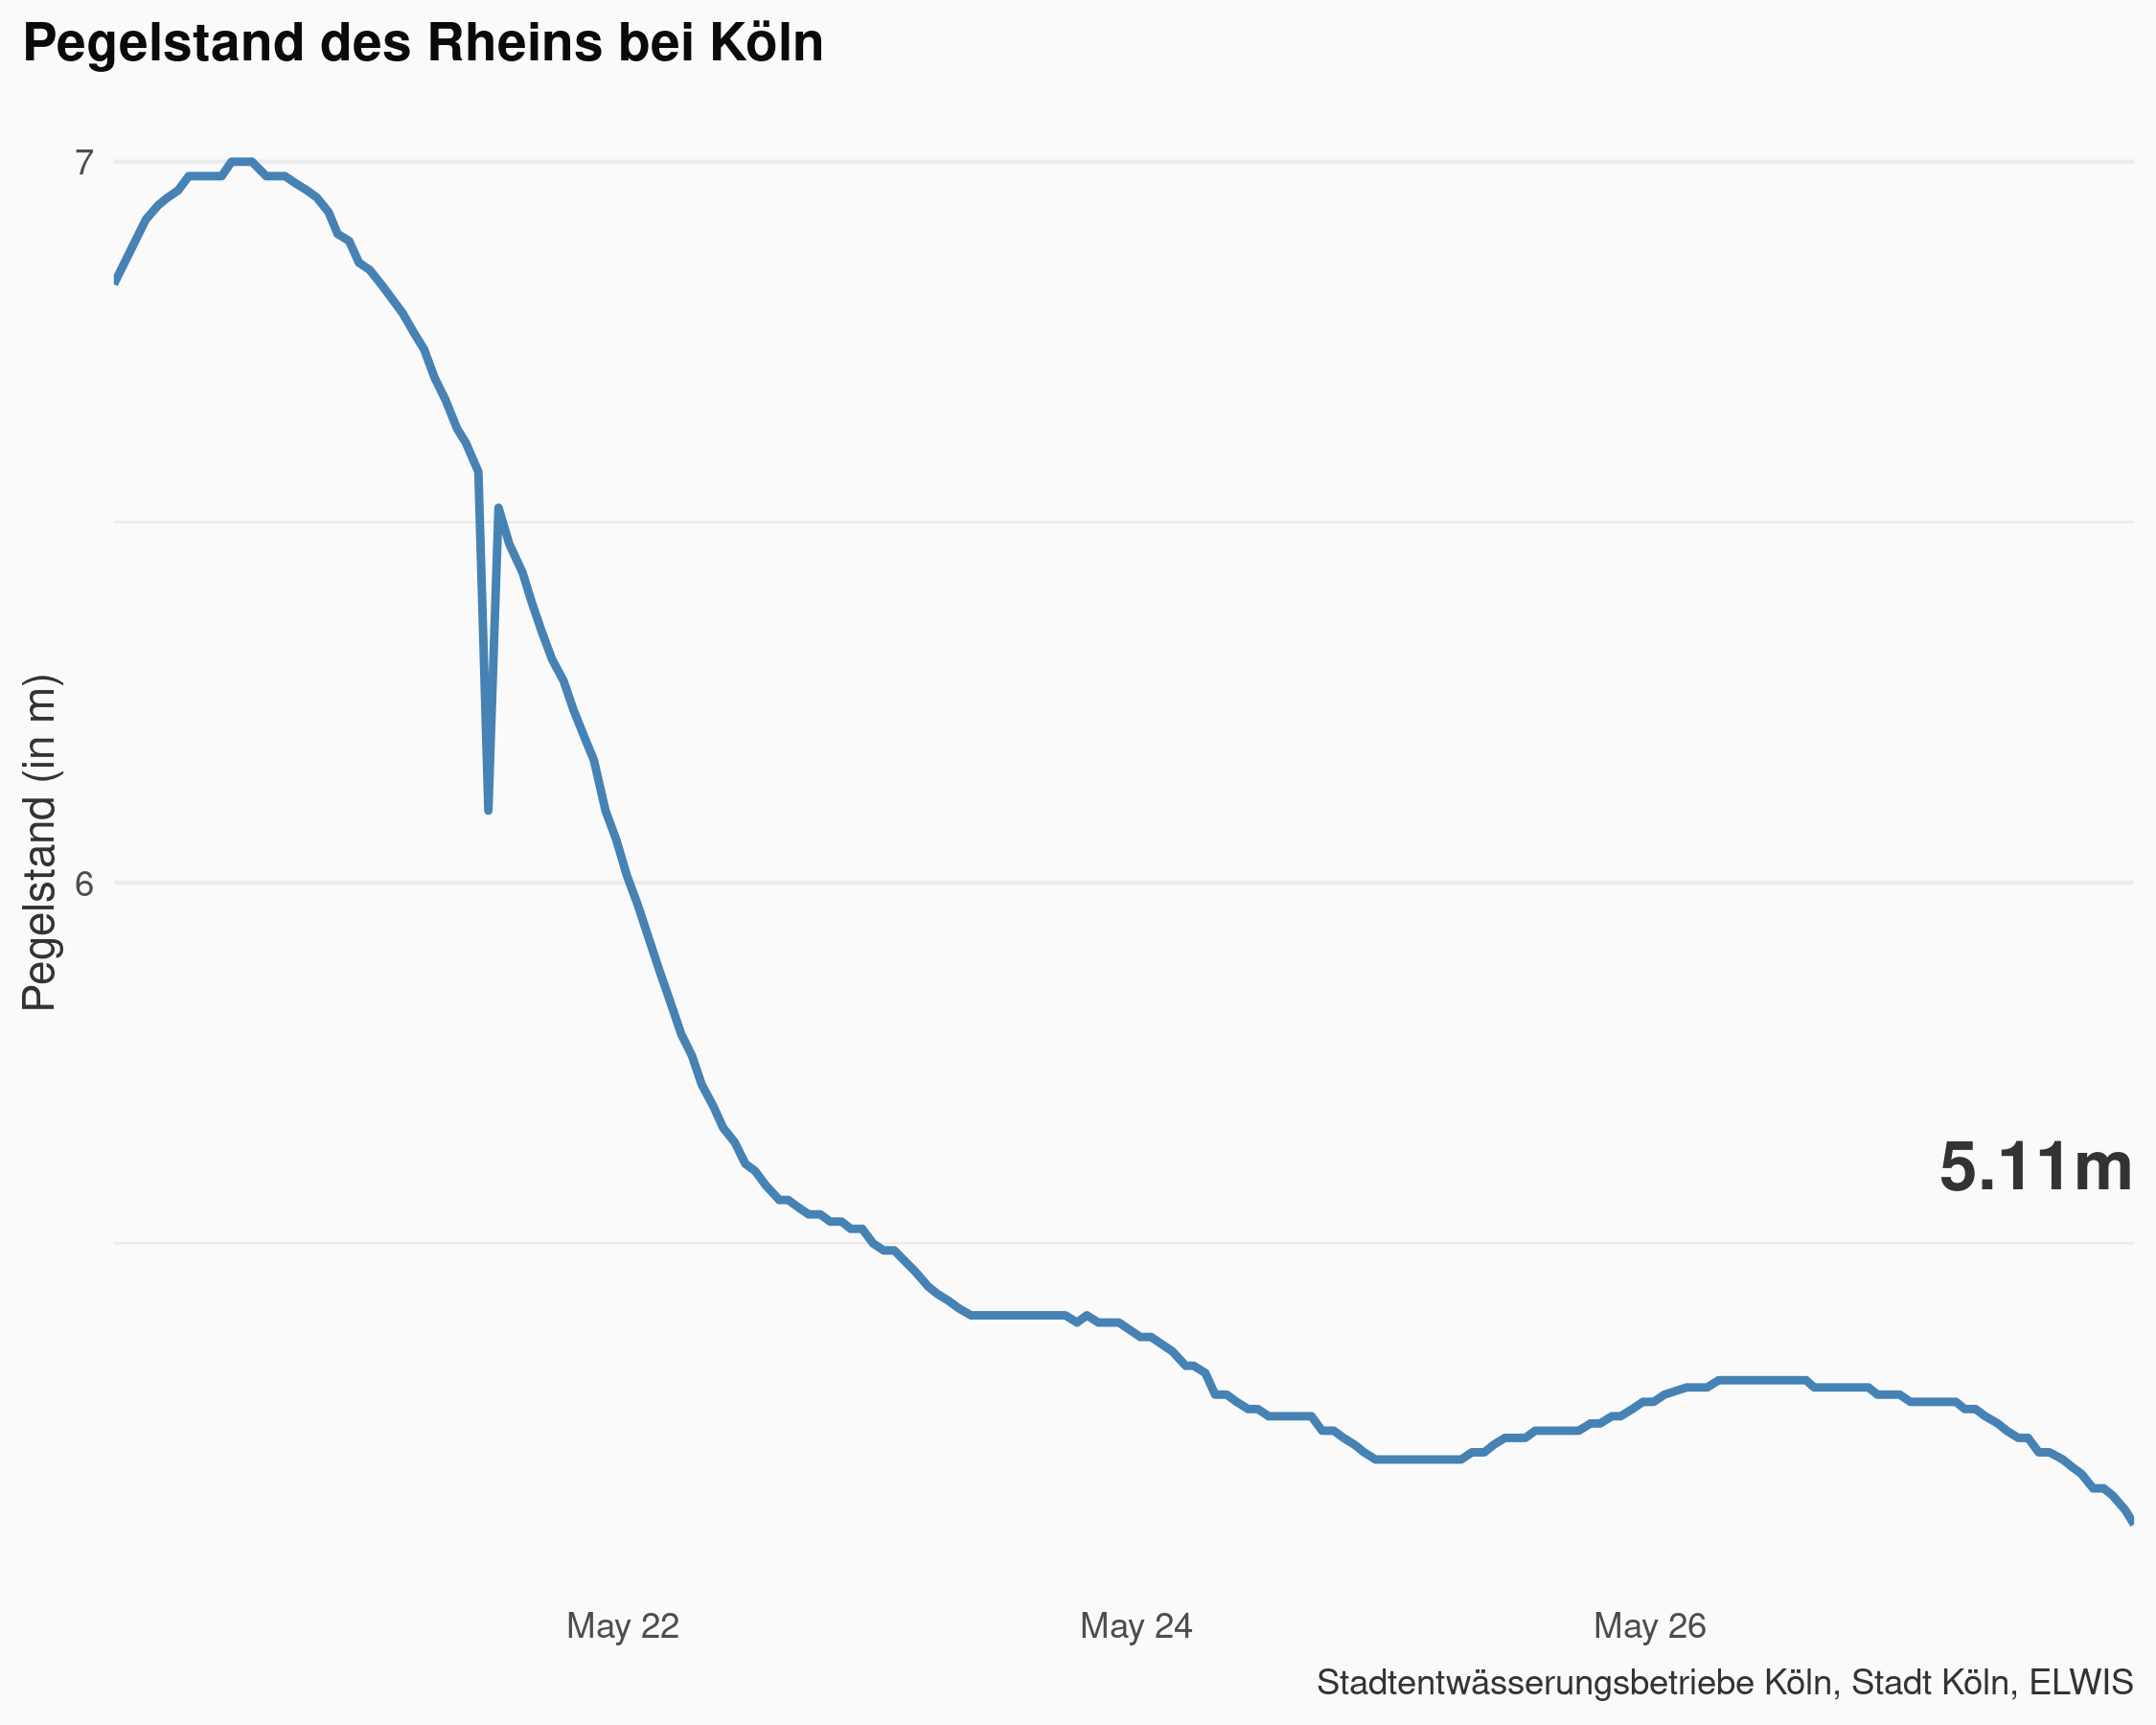 Pegelstand des Rheins bei Köln
Pegelstand (in m)
7
6
5.11m
May 22
May 24
May 26
Stadtentwässerungsbetriebe Köln, Stadt Köln, ELWIS